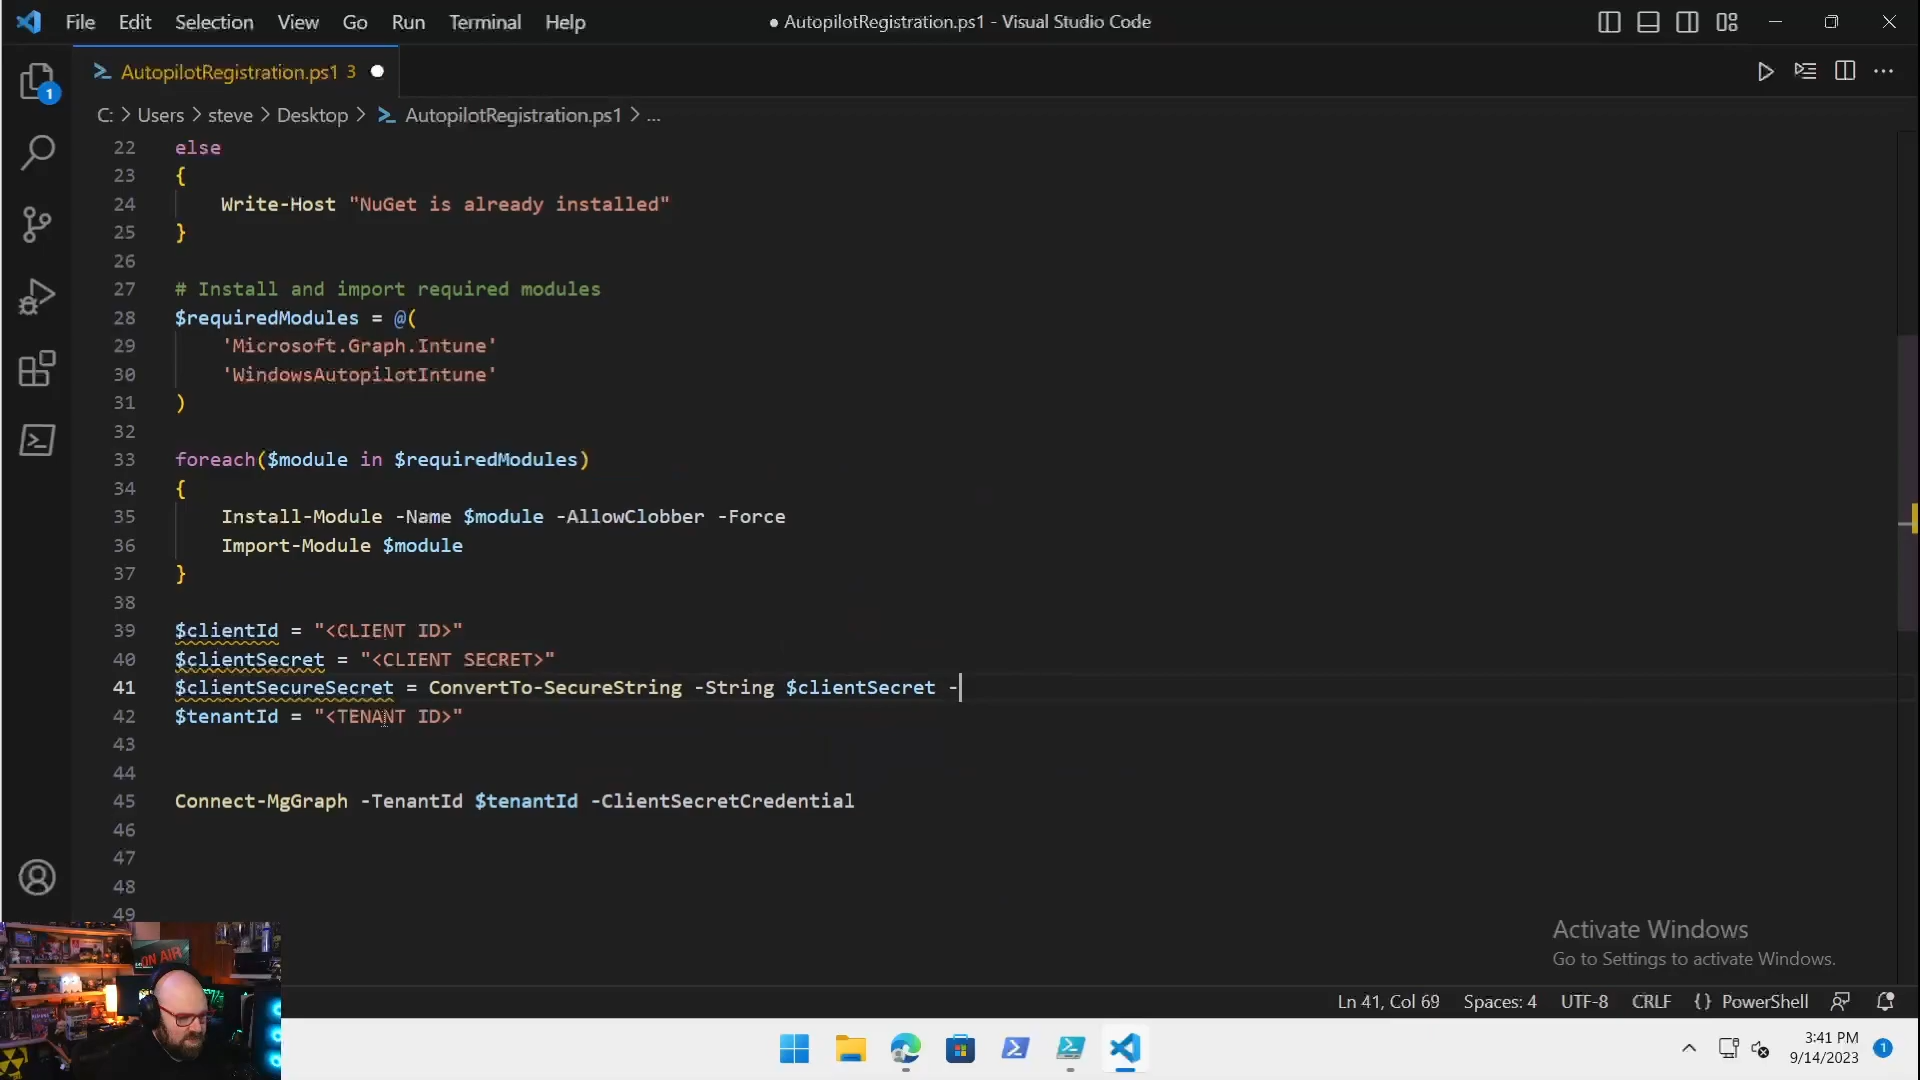 File Edit Selection View Go Run Terminal Help
● AutopilotRegistration.ps1 - Visual Studio Code
AutopilotRegistration.ps1 3 ●
C: > Users > steve > Desktop > AutopilotRegistration.ps1 > ...
1
22 else
23 {
24 Write-Host "NuGet is already installed"
25 }
26
27 # Install and import required modules
28 $requiredModules = @(
29 'Microsoft.Graph.Intune'
30 'WindowsAutopilotIntune'
31 )
32
33 foreach($module in $requiredModules)
34 {
35 Install-Module -Name $module -AllowClobber -Force
36 Import-Module $module
37 }
38
39 $clientId = "<CLIENT ID>"
40 $clientSecret = "<CLIENT SECRET>"
41 $clientSecureSecret = ConvertTo-SecureString -String $clientSecret -
42 $tenantId = "<TENANT ID>"
43
44
45 Connect-MgGraph -TenantId $tenantId -ClientSecretCredential
46
47
48
49
ON AIR
Activate Windows
Go to Settings to activate Windows.
Ln 41, Col 69 Spaces: 4 UTF-8 CRLF {} PowerShell
3:41 PM
9/14/2023
1